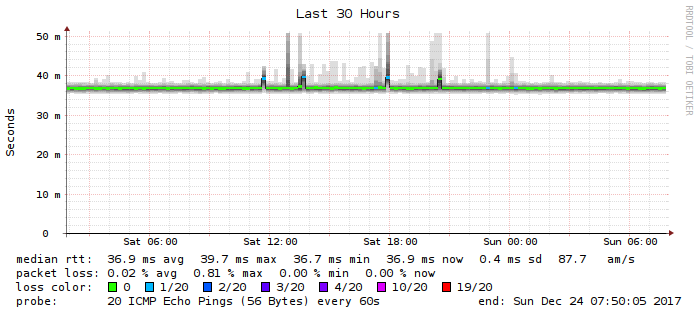 Last 30 Hours
RRDTOOL / TOBI OETIKER
Seconds
50 m
40 m
30 m
20 m
10 m
0
Sat 06:00 Sat 12:00 Sat 18:00 Sun 00:00 Sun 06:00
median rtt: 36.9 ms avg 39.7 ms max 36.7 ms min 36.9 ms now 0.4 ms sd 87.7 am/s
packet loss: 0.02 % avg 0.81 % max 0.00 % min 0.00 % now
loss color: 0 1/20 2/20 3/20 4/20 10/20 19/20
probe: 20 ICMP Echo Pings (56 Bytes) every 60s end: Sun Dec 24 07:50:05 2017